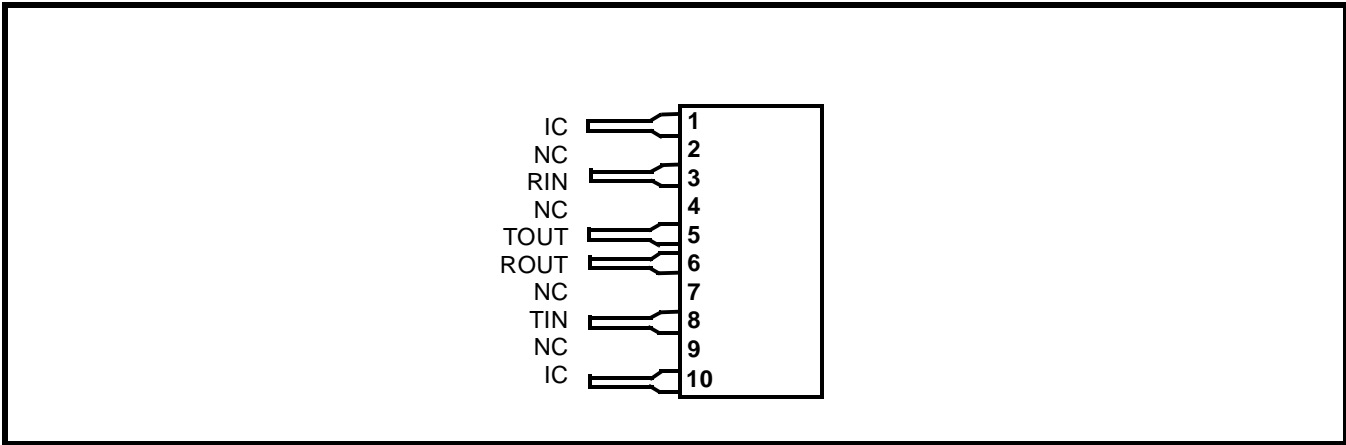 IC 1
NC 2
RIN 3
NC 4
TOUT 5
ROUT 6
NC 7
TIN 8
NC 9
IC 10